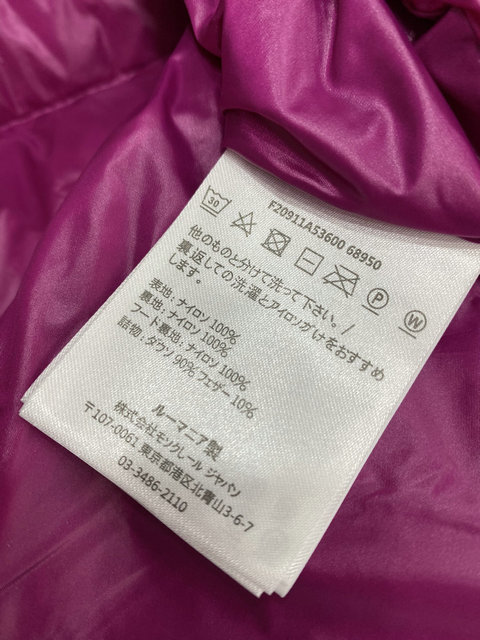 F20911A53600 68950
30
P
W
他のものと分けて洗って下さい。/
裏返しての洗濯とアイロンがけをおすすめ
します。
表地:ナイロン 100%
裏地:ナイロン 100%
フード裏地:ナイロン 100%
詰物:ダウン 90% フェザー 10%
ルーマニア製
株式会社モンクレール ジャパン
〒107-0061 東京都港区北青山3-6-7
03-3486-2110